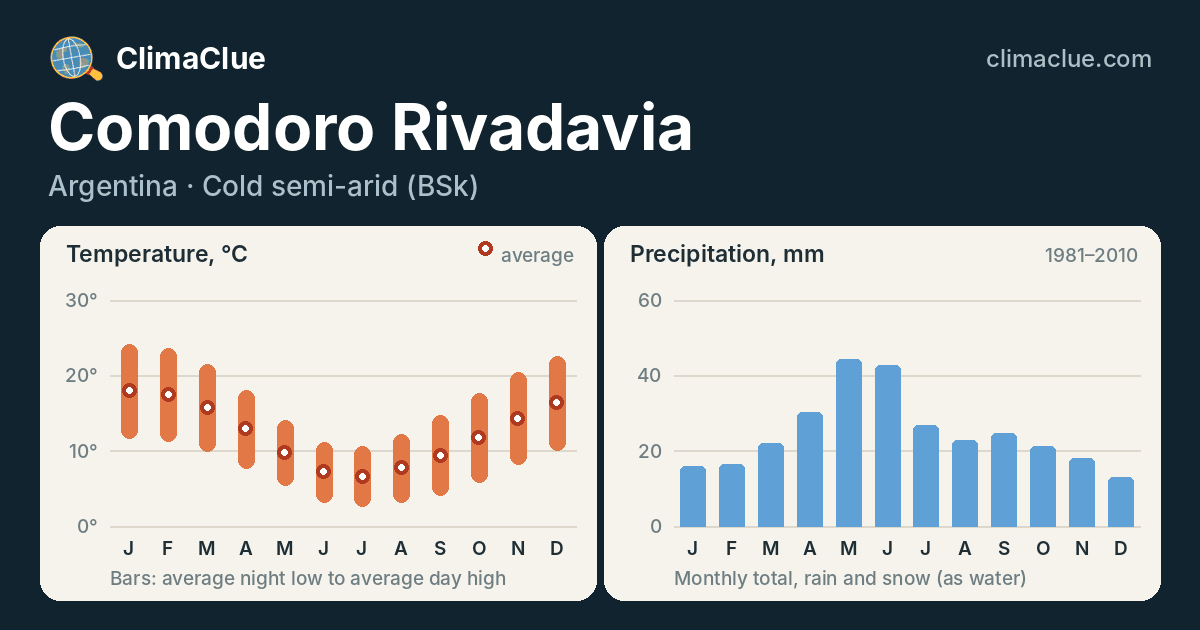 ClimaClue
climaclue.com
Comodoro Rivadavia
Argentina · Cold semi-arid (BSk)
Temperature, °C
average
30°
20°
10°
0°
J F M A M J J A S O N D
Bars: average night low to average day high
Precipitation, mm
1981–2010
60
40
20
0
J F M A M J J A S O N D
Monthly total, rain and snow (as water)